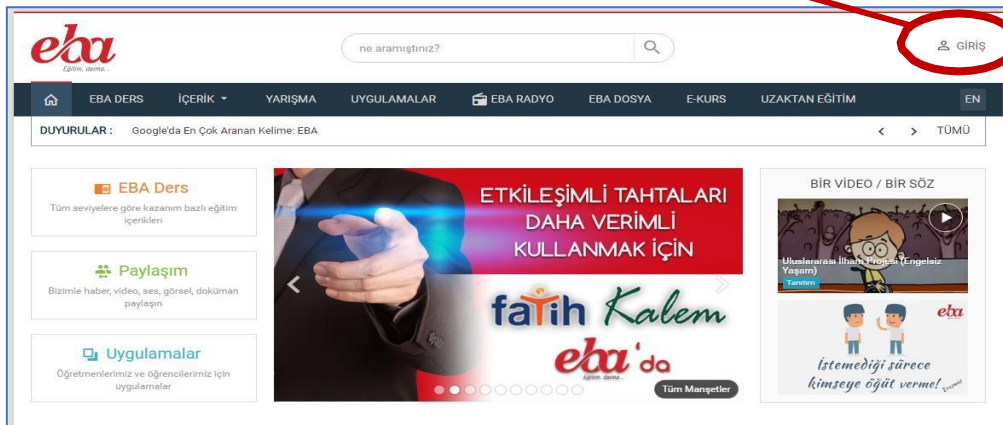 eba
Eğitim, daima...
ne aramıştınız?
GİRİŞ
EBA DERS İÇERİK YARIŞMA UYGULAMALAR EBA RADYO EBA DOSYA E-KURS UZAKTAN EĞİTİM EN
DUYURULAR : Google'da En Çok Aranan Kelime: EBA < > TÜMÜ
EBA Ders
Tüm seviyelere göre kazanım bazlı eğitim
içerikleri
Paylaşım
Bizimle haber, video, ses, görsel, doküman
paylaşın
Uygulamalar
Öğretmenlerimiz ve öğrencilerimiz için
uygulamalar
ETKİLEŞİMLİ TAHTALARI
DAHA VERİMLİ
KULLANMAK İÇİN
fatih Kalem
eba'da
Eğitim, daima...
Tüm Manşetler
BİR VİDEO / BİR SÖZ
Uluslararası İlham Projesi (Engelsiz
Yaşam)
Tanıtım
eba
İstemediği sürece
kimseye öğüt verme!